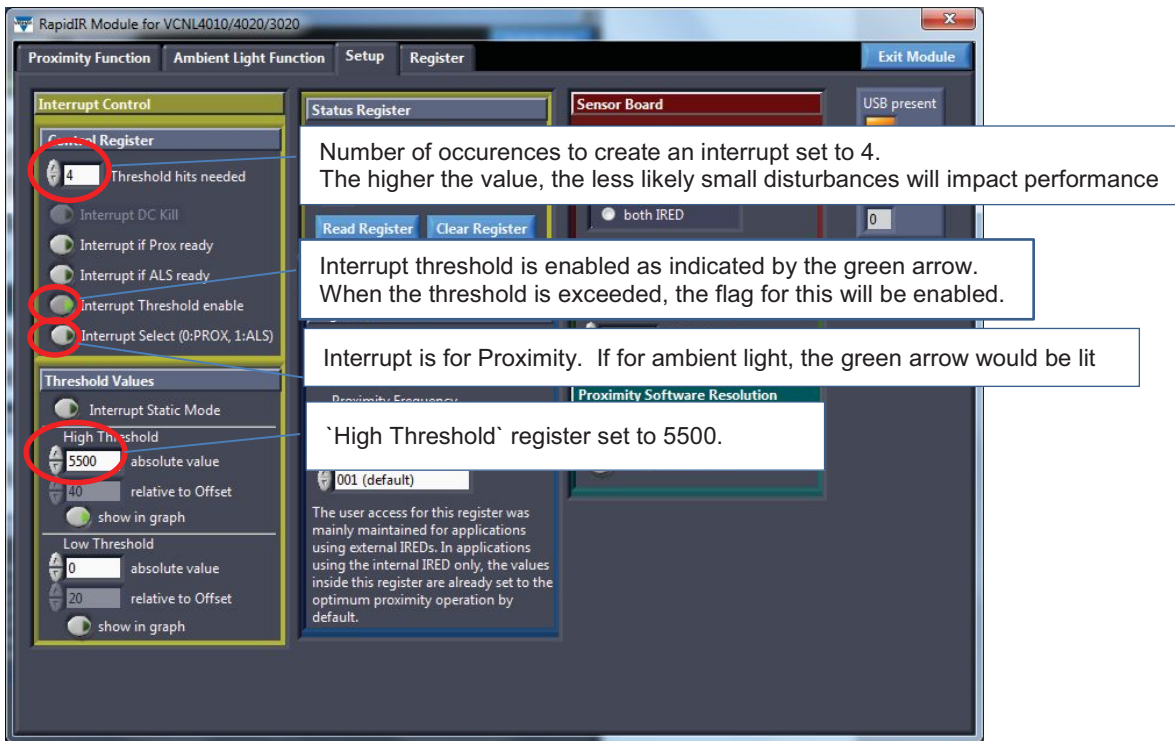 RapidIR Module for VCNL4010/4020/3020
x
Proximity Function
Ambient Light Function
Setup
Register
Exit Module
Interrupt Control
Control Register
4
Threshold hits needed
Interrupt DC Kill
Interrupt if Prox ready
Interrupt if ALS ready
Interrupt Threshold enable
Interrupt Select (0:PROX, 1:ALS)
Threshold Values
Interrupt Static Mode
High Threshold
5500
absolute value
40
relative to Offset
show in graph
Low Threshold
0
absolute value
20
relative to Offset
show in graph
Status Register
Number of occurences to create an interrupt set to 4.
The higher the value, the less likely small disturbances will impact performance
Read Register
Clear Register
Interrupt threshold is enabled as indicated by the green arrow.
When the threshold is exceeded, the flag for this will be enabled.
Interrupt is for Proximity. If for ambient light, the green arrow would be lit
Proximity Frequency
`High Threshold` register set to 5500.
001 (default)
The user access for this register was
mainly maintained for applications
using external IREDs. In applications
using the internal IRED only, the values
inside this register are already set to the
optimum proximity operation by
default.
Sensor Board
both IRED
Proximity Software Resolution
USB present
0